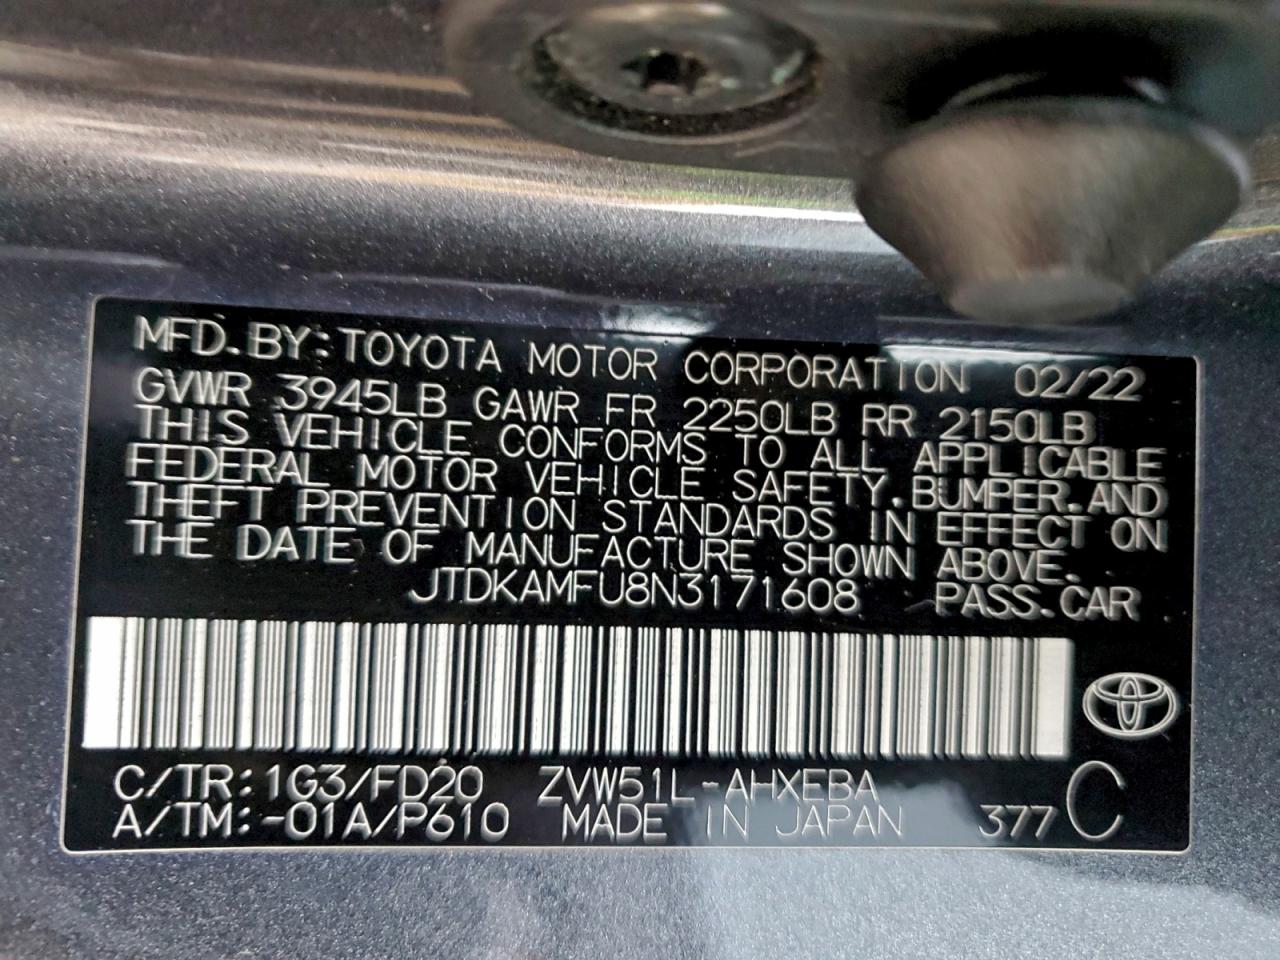 MFD. BY: TOYOTA MOTOR CORPORATION 02/22
GVWR 3945LB GAWR FR 2250LB RR 2150LB
THIS VEHICLE CONFORMS TO ALL APPLICABLE
FEDERAL MOTOR VEHICLE SAFETY, BUMPER, AND
THEFT PREVENTION STANDARDS IN EFFECT ON
THE DATE OF MANUFACTURE SHOWN ABOVE.
JTDKAMFU8N3171608 PASS. CAR
C/TR: 1G3/FD20 ZVW51L-AHXEBA
A/TM: -01A/P610 MADE IN JAPAN 377 C